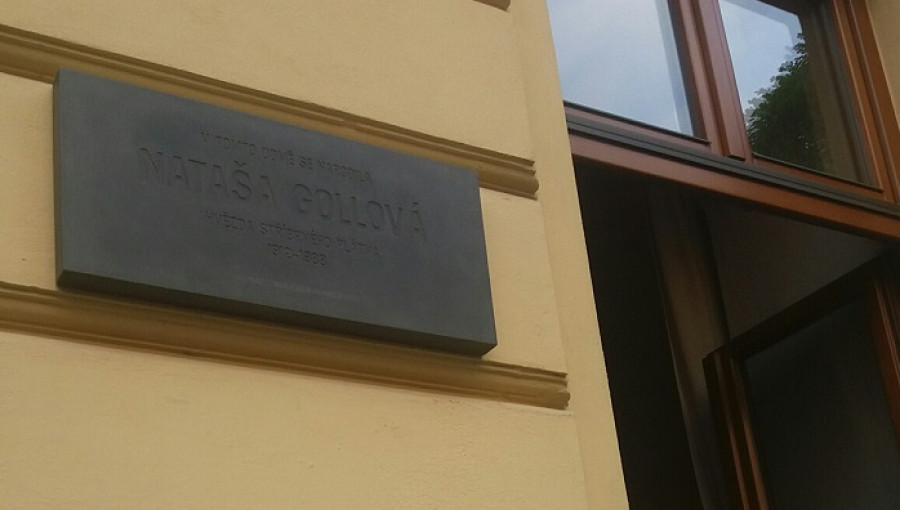 V TOMTO DOMĚ SE NARODILA
NATAŠA GOLLOVÁ
HVĚZDA STŘÍBRNÉHO PLÁTNA
1912-1988